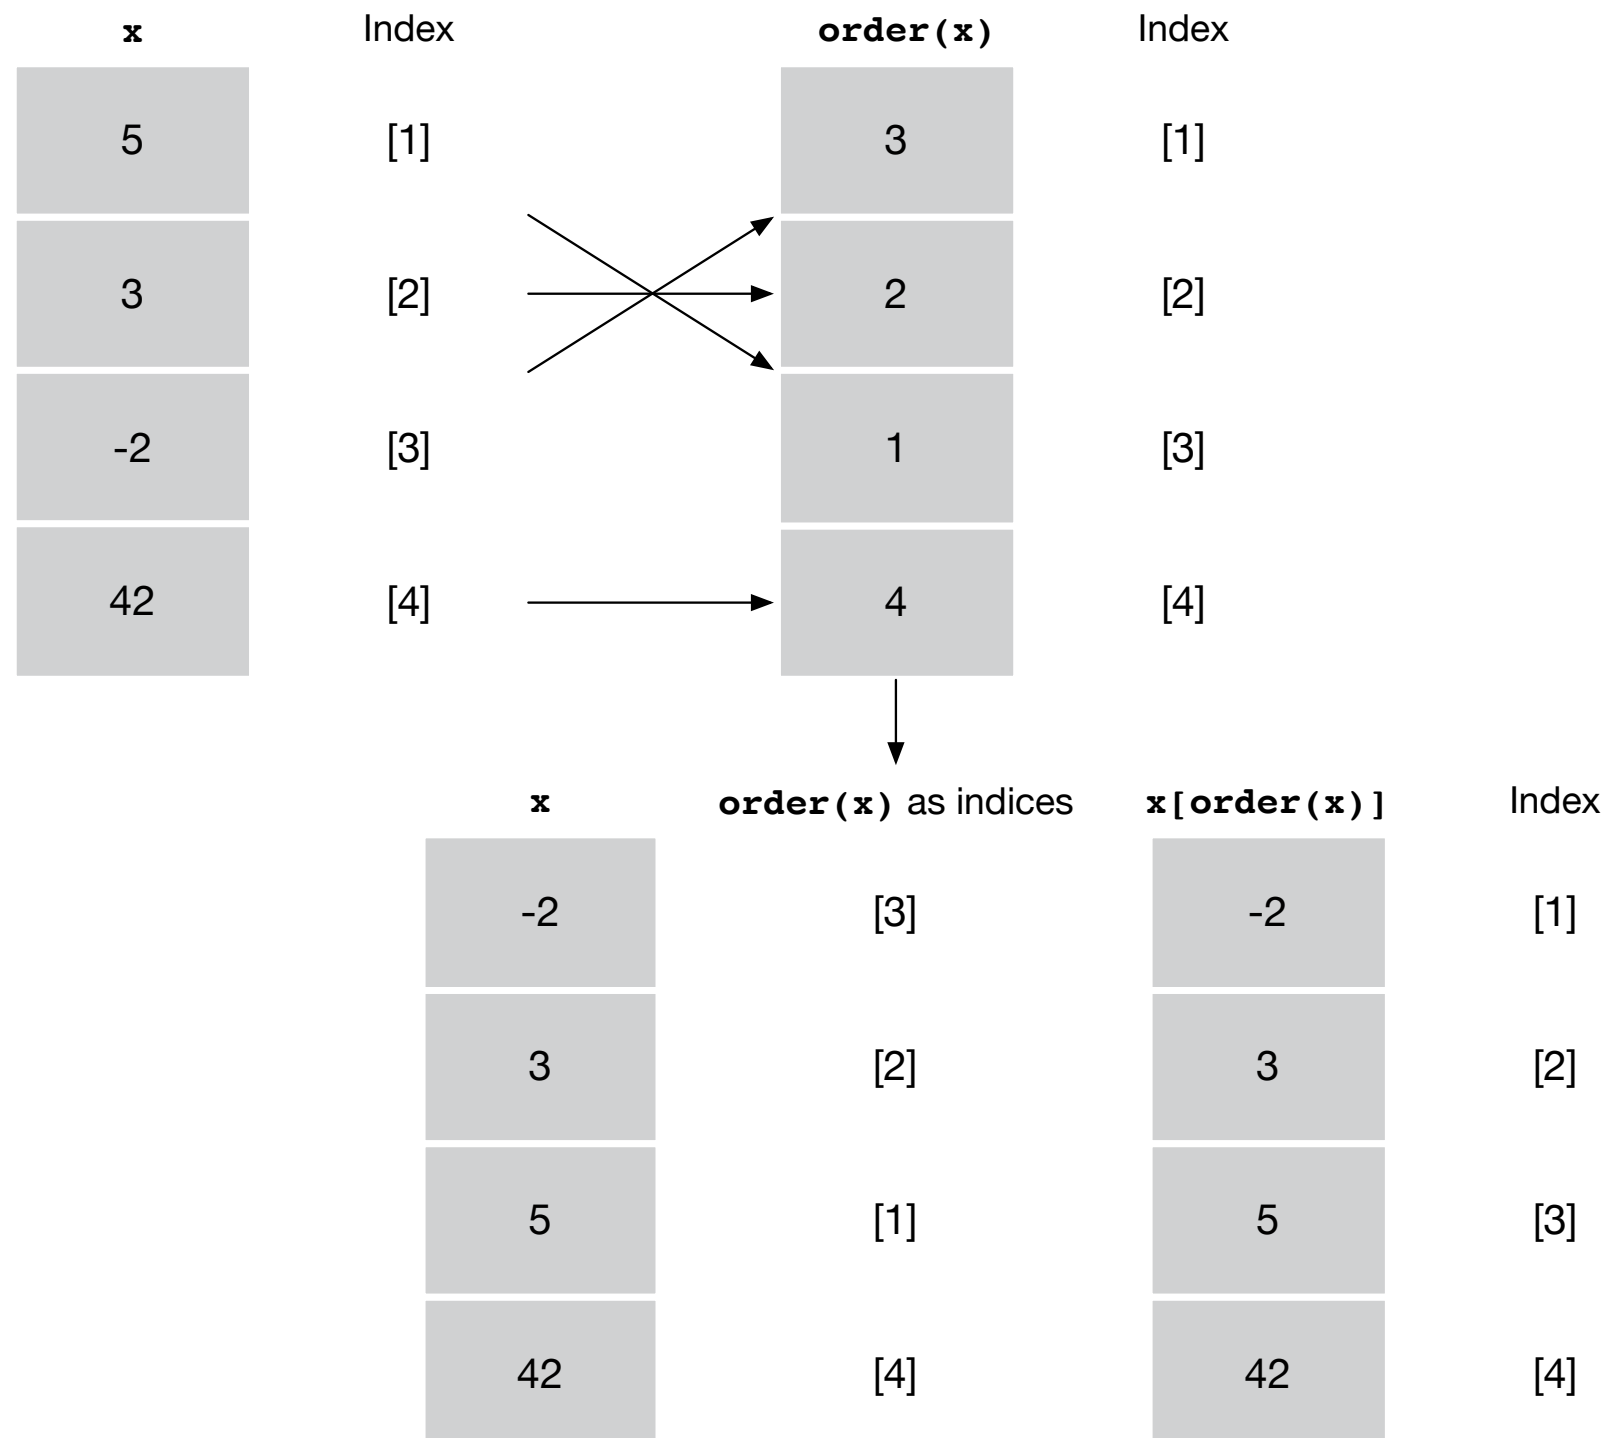 x Index order(x) Index
5 [1] 3 [1]
3 [2] 2 [2]
-2 [3] 1 [3]
42 [4] 4 [4]
x order(x) as indices x[order(x)] Index
-2 [3] -2 [1]
3 [2] 3 [2]
5 [1] 5 [3]
42 [4] 42 [4]